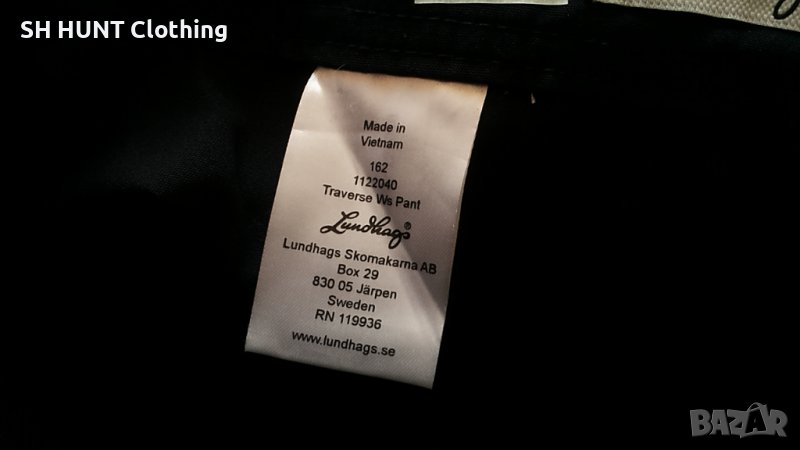 SH HUNT Clothing
Made in
Vietnam
162
1122040
Traverse Ws Pant
Lundhags®
Lundhags Skomakarna AB
Box 29
830 05 Järpen
Sweden
RN 119936
www.lundhags.se
BAZAR